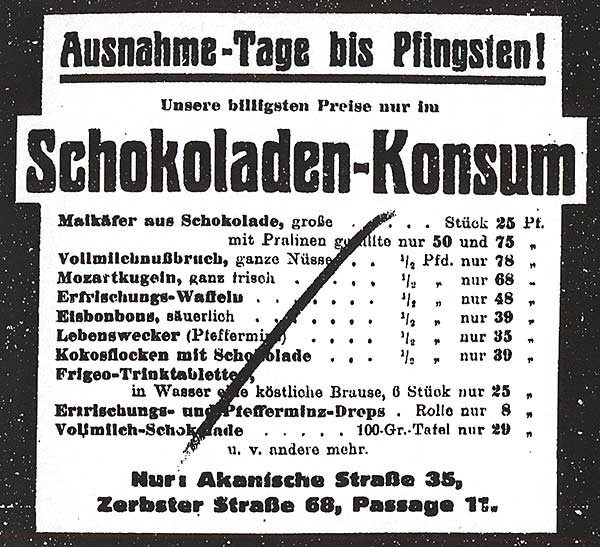 Ausnahme-Tage bis Pfingsten!
Unsere billigsten Preise nur im
Schokoladen-Konsum
Maikäfer aus Schokolade, große . . . . . Stück 25 Pf.
mit Pralinen gefüllte nur 50 und 75 „
Vollmilchnußbruch, ganze Nüsse . . 1/2 Pfd. nur 78 „
Mozartkugeln, ganz frisch . . . . . 1/2 „ nur 68 „
Erfrischungs-Waffeln . . . . . . . 1/2 „ nur 48 „
Eisbonbons, säuerlich . . . . . . 1/2 „ nur 39 „
Lebenswecker (Pfefferminz) . . . . 1/2 „ nur 35 „
Kokosflocken mit Schokolade . . . 1/2 „ nur 39 „
Frigeo-Trinktabletten,
in Wasser eine köstliche Brause, 6 Stück nur 25 „
Erfrischungs- und Pfefferminz-Drops . Rolle nur 8 „
Vollmilch-Schokolade . . . . . 100-Gr.-Tafel nur 29 „
u. v. andere mehr.
Nur: Akanische Straße 35,
Zerbster Straße 68, Passage